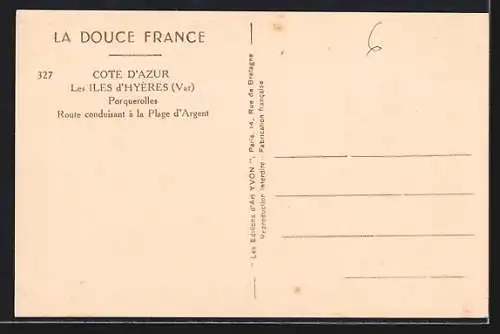 LA DOUCE FRANCE
327 COTE D'AZUR
Les ILES d'HYÈRES (Var)
Porquerolles
Route conduisant à la Plage d'Argent
"Les Editions d'Art YVON", Paris, 14, Rue de Bretagne
Reproduction interdite - Fabrication française
6